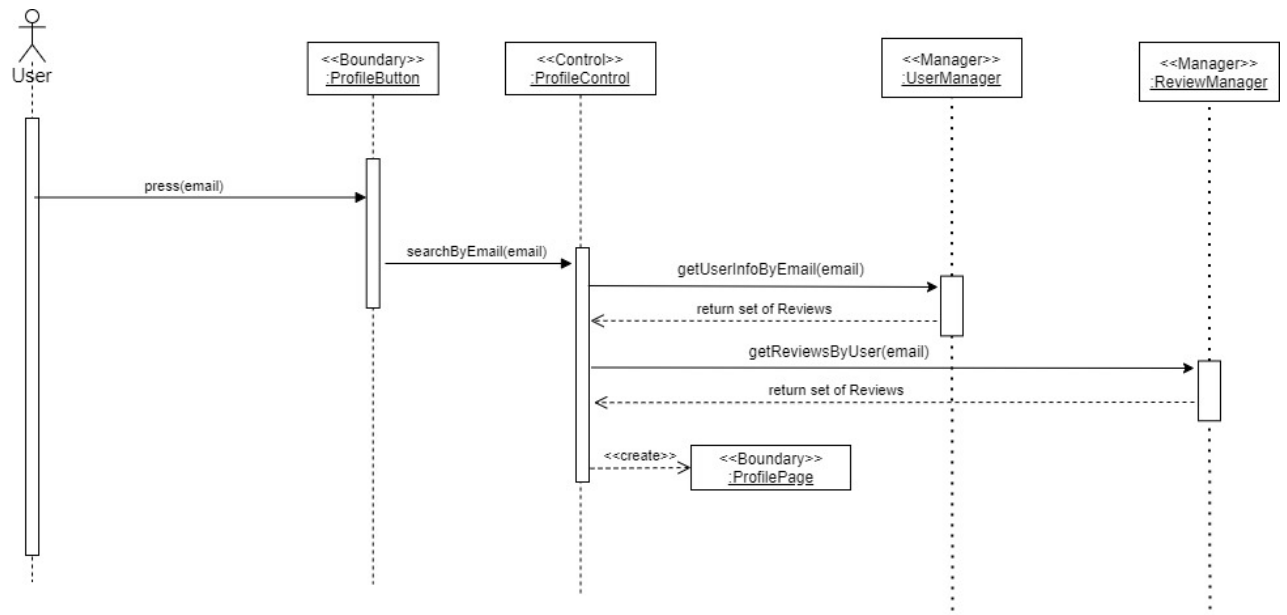 User
<<Boundary>>
:ProfileButton
<<Control>>
:ProfileControl
<<Manager>>
:UserManager
<<Manager>>
:ReviewManager
press(email)
searchByEmail(email)
getUserInfoByEmail(email)
return set of Reviews
getReviewsByUser(email)
return set of Reviews
<<create>>
<<Boundary>>
:ProfilePage